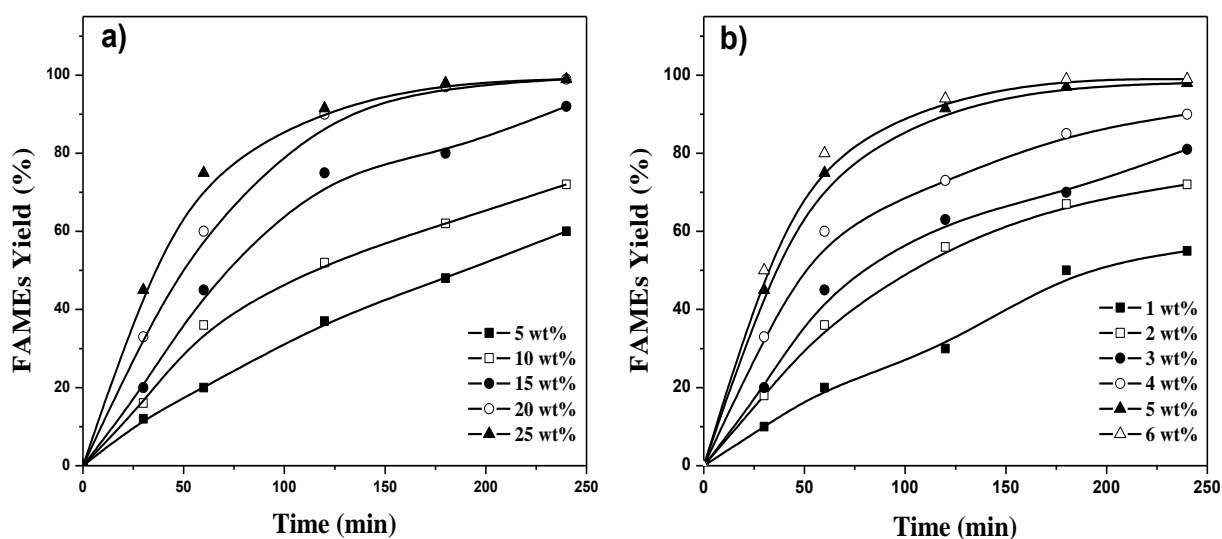 a)
FAMEs Yield (%)
100
80
60
40
20
0
0 50 100 150 200 250
Time (min)
5 wt%
10 wt%
15 wt%
20 wt%
25 wt%
b)
FAMEs Yield (%)
100
80
60
40
20
0
0 50 100 150 200 250
Time (min)
1 wt%
2 wt%
3 wt%
4 wt%
5 wt%
6 wt%